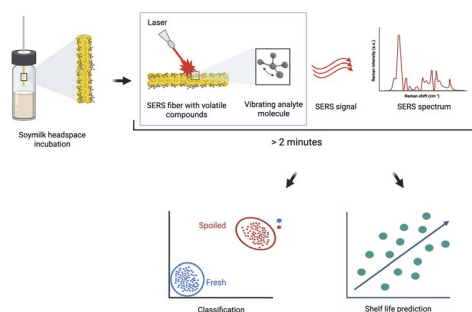 Laser
SERS fiber with volatile
compounds
Vibrating analyte
molecule
SERS signal
Raman intensity (a.u.)
Raman shift (cm⁻¹)
SERS spectrum
Soymilk headspace
incubation
> 2 minutes
Spoiled
Fresh
Classification
Shelf life prediction